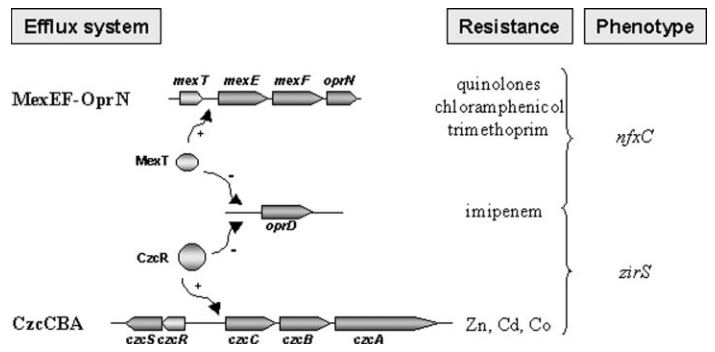 Efflux system
Resistance
Phenotype
mexT mexE mexF oprN
MexEF-OprN
quinolones
chloramphenicol
trimethoprim
+
nfxC
MexT
-
imipenem
oprD
CzcR
-
zirS
+
CzcCBA
Zn, Cd, Co
czcS czcR czcC czcB czcA